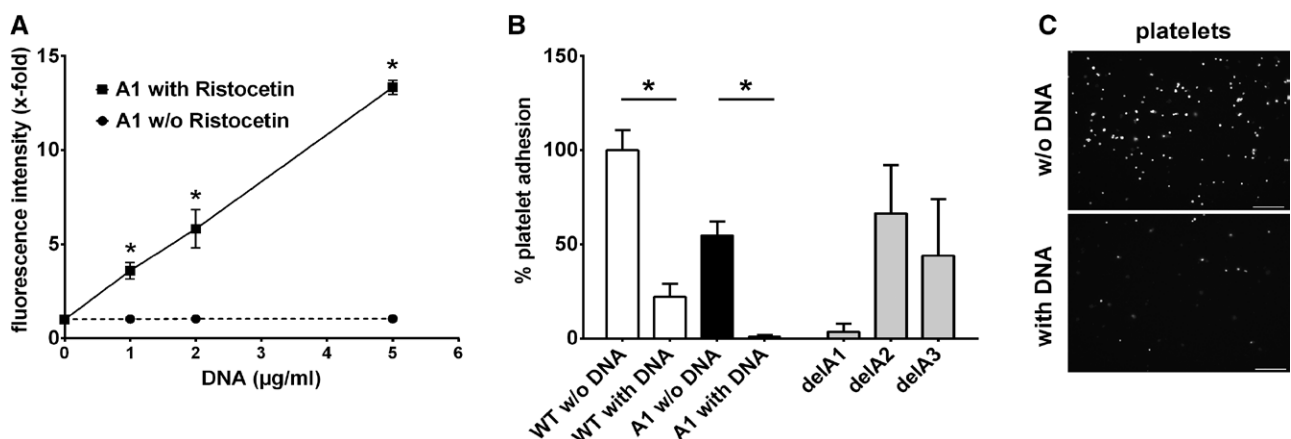 A
fluorescence intensity (x-fold)
15
10
5
0
*
*
*
A1 with Ristocetin
A1 w/o Ristocetin
0 1 2 3 4 5 6
DNA (µg/ml)
B
% platelet adhesion
150
100
50
0
*
*
WT w/o DNA
WT with DNA
A1 w/o DNA
A1 with DNA
delA1
delA2
delA3
C
platelets
w/o DNA
with DNA